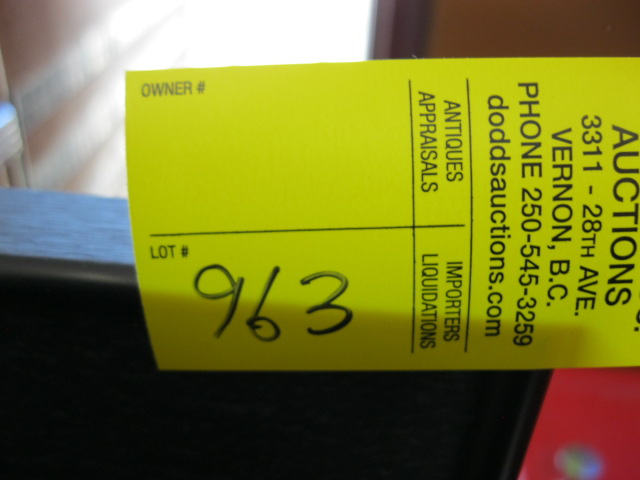 AUCTIONS
3311 - 28TH AVE.
VERNON, B.C.
PHONE 250-545-3259
doddsauctions.com
ANTIQUES IMPORTERS
APPRAISALS LIQUIDATIONS
OWNER #
LOT #
963